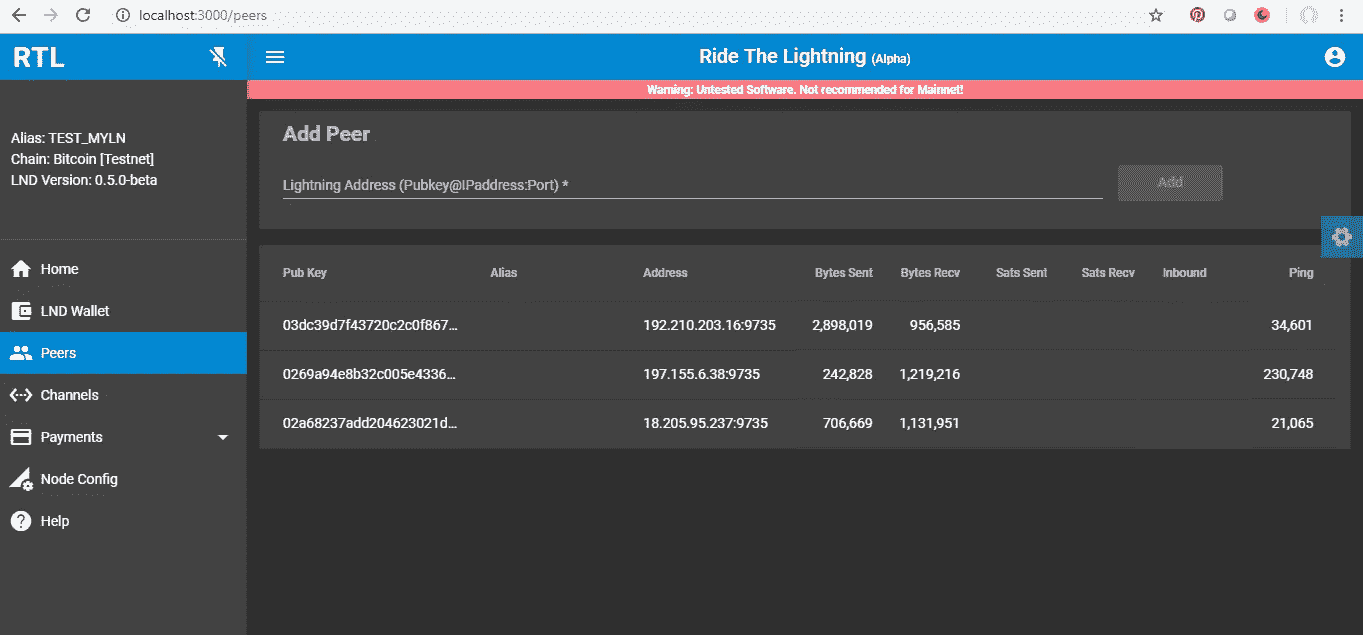 localhost:3000/peers
RTL
Ride The Lightning (Alpha)
Warning: Untested Software. Not recommended for Mainnet!
Alias: TEST_MYLN
Chain: Bitcoin [Testnet]
LND Version: 0.5.0-beta
Home
LND Wallet
Peers
Channels
Payments
Node Config
Help
Add Peer
Lightning Address (Pubkey@IPaddress:Port) *
Add
Pub Key Alias Address Bytes Sent Bytes Recv Sats Sent Sats Recv Inbound Ping
03dc39d7f43720c2c0f867... 192.210.203.16:9735 2,898,019 956,585 34,601
0269a94e8b32c005e4336... 197.155.6.38:9735 242,828 1,219,216 230,748
02a68237add204623021d... 18.205.95.237:9735 706,669 1,131,951 21,065